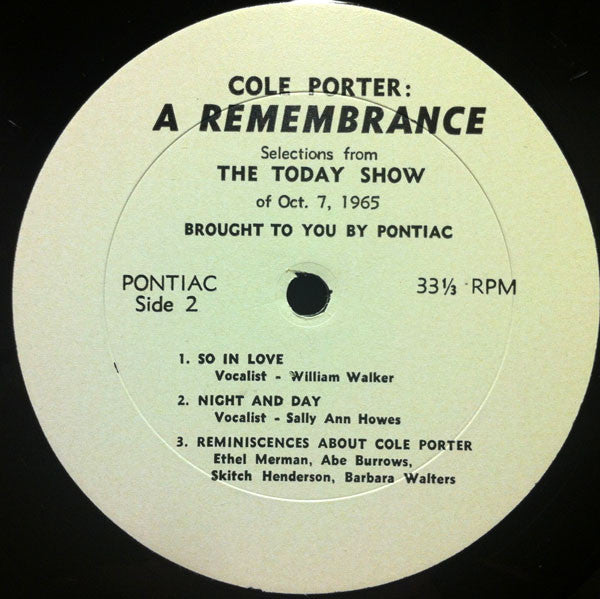 COLE PORTER:
A REMEMBRANCE
Selections from
THE TODAY SHOW
of Oct. 7, 1965
BROUGHT TO YOU BY PONTIAC
PONTIAC 33⅓ RPM
Side 2
1. SO IN LOVE
Vocalist - William Walker
2. NIGHT AND DAY
Vocalist - Sally Ann Howes
3. REMINISCENCES ABOUT COLE PORTER
Ethel Merman, Abe Burrows,
Skitch Henderson, Barbara Walters